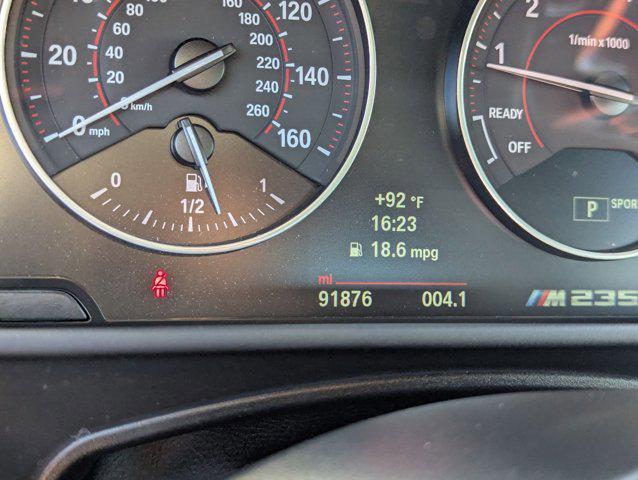 20
0 mph
120
140
160
80
60
40
20
0 km/h
160
180
200
220
240
260
0
1/2
1
+92 °F
16:23
18.6 mpg
mi
91876 004.1
2
1
1/min x1000
READY
OFF
P SPOR
M235